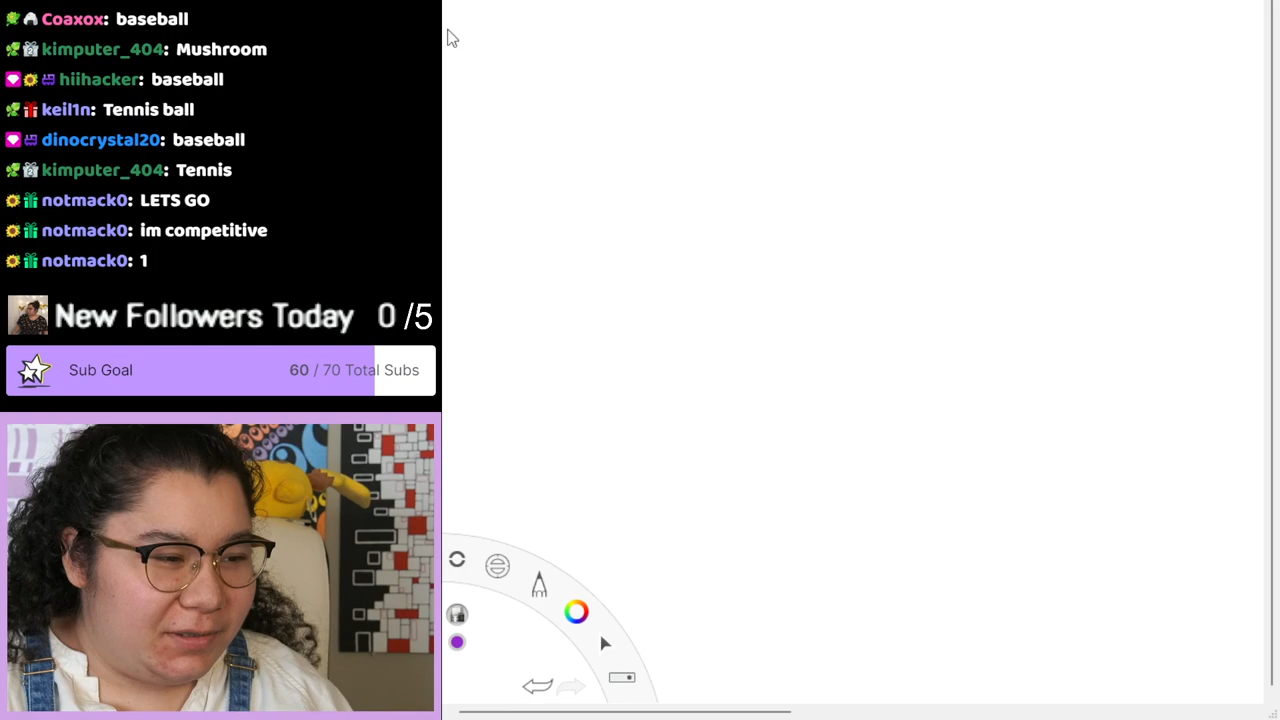 Coaxox: baseball
kimputer_404: Mushroom
hiihacker: baseball
keil1n: Tennis ball
dinocrystal20: baseball
kimputer_404: Tennis
notmack0: LETS GO
notmack0: im competitive
notmack0: 1
New Followers Today 0 /5
Sub Goal 60 / 70 Total Subs